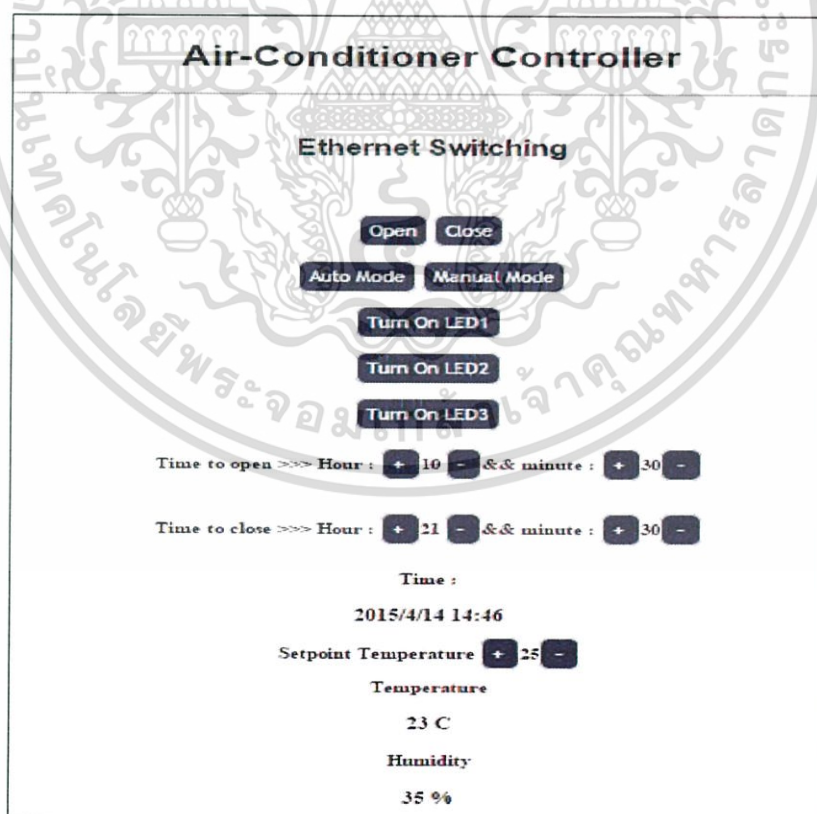 Air-Conditioner Controller
Ethernet Switching
Open Close
Auto Mode Manual Mode
Turn On LED1
Turn On LED2
Turn On LED3
Time to open >>> Hour : + 10 - && minute : + 30 -
Time to close >>> Hour : + 21 - && minute : + 30 -
Time :
2015/4/14 14:46
Setpoint Temperature + 25 -
Temperature
23 C
Humidity
35 %